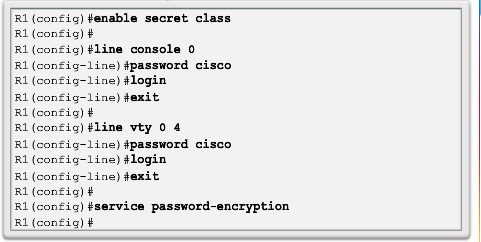 R1(config)#enable secret class
R1(config)#
R1(config)#line console 0
R1(config-line)#password cisco
R1(config-line)#login
R1(config-line)#exit
R1(config)#
R1(config)#line vty 0 4
R1(config-line)#password cisco
R1(config-line)#login
R1(config-line)#exit
R1(config)#
R1(config)#service password-encryption
R1(config)#